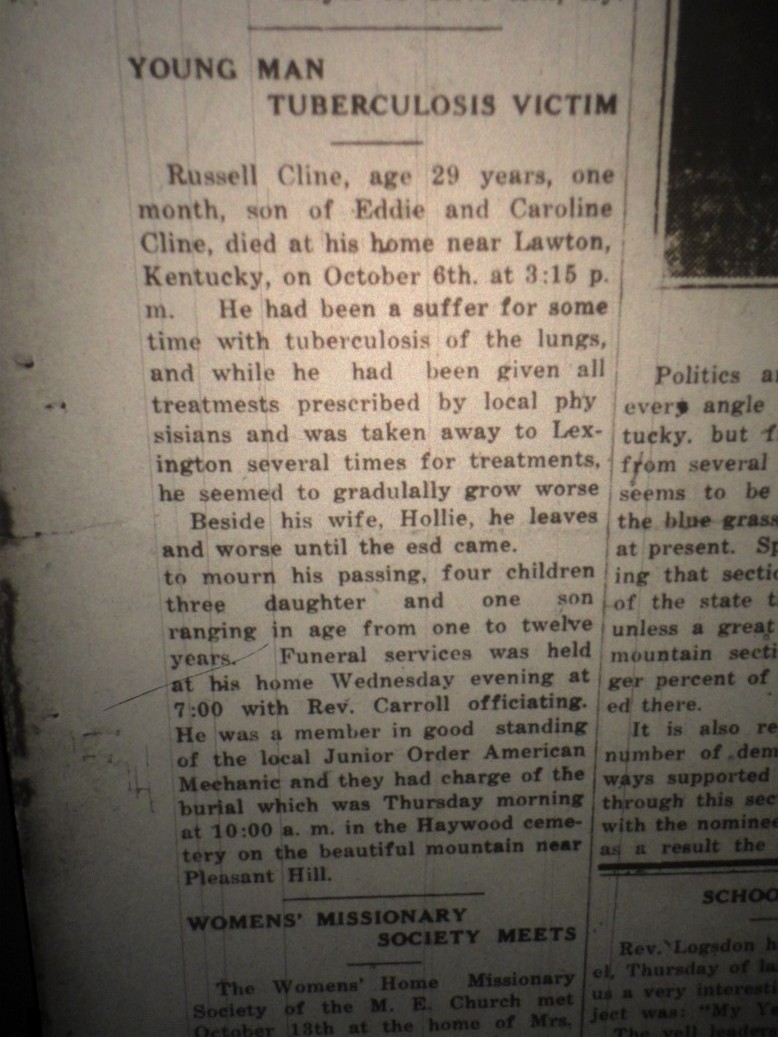 YOUNG MAN
TUBERCULOSIS VICTIM
Russell Cline, age 29 years, one
month, son of Eddie and Caroline
Cline, died at his home near Lawton,
Kentucky, on October 6th. at 3:15 p.
m. He had been a suffer for some
time with tuberculosis of the lungs,
and while he had been given all
treatmests prescribed by local phy
sisians and was taken away to Lex-
ington several times for treatments,
he seemed to gradulally grow worse
Beside his wife, Hollie, he leaves
and worse until the esd came.
to mourn his passing, four children
three daughter and one son
ranging in age from one to twelve
years. Funeral services was held
at his home Wednesday evening at
7:00 with Rev. Carroll officiating.
He was a member in good standing
of the local Junior Order American
Mechanic and they had charge of the
burial which was Thursday morning
at 10:00 a. m. in the Haywood ceme-
tery on the beautiful mountain near
Pleasant Hill.
WOMENS' MISSIONARY
SOCIETY MEETS
The Womens' Home Missionary
Society of the M. E. Church met
October 13th at the home of Mrs.
Politics
every angle
tucky. but
from several
seems to be
the blue grass
at present.
ing that
of the state
unless a great
mountain
ger percent of
ed there.
It is also
number of
ways supported
through this
with the
as a result the
SCHOO
Rev. Logsdon
el, Thursday of
us a very
ject was: "My
The yell